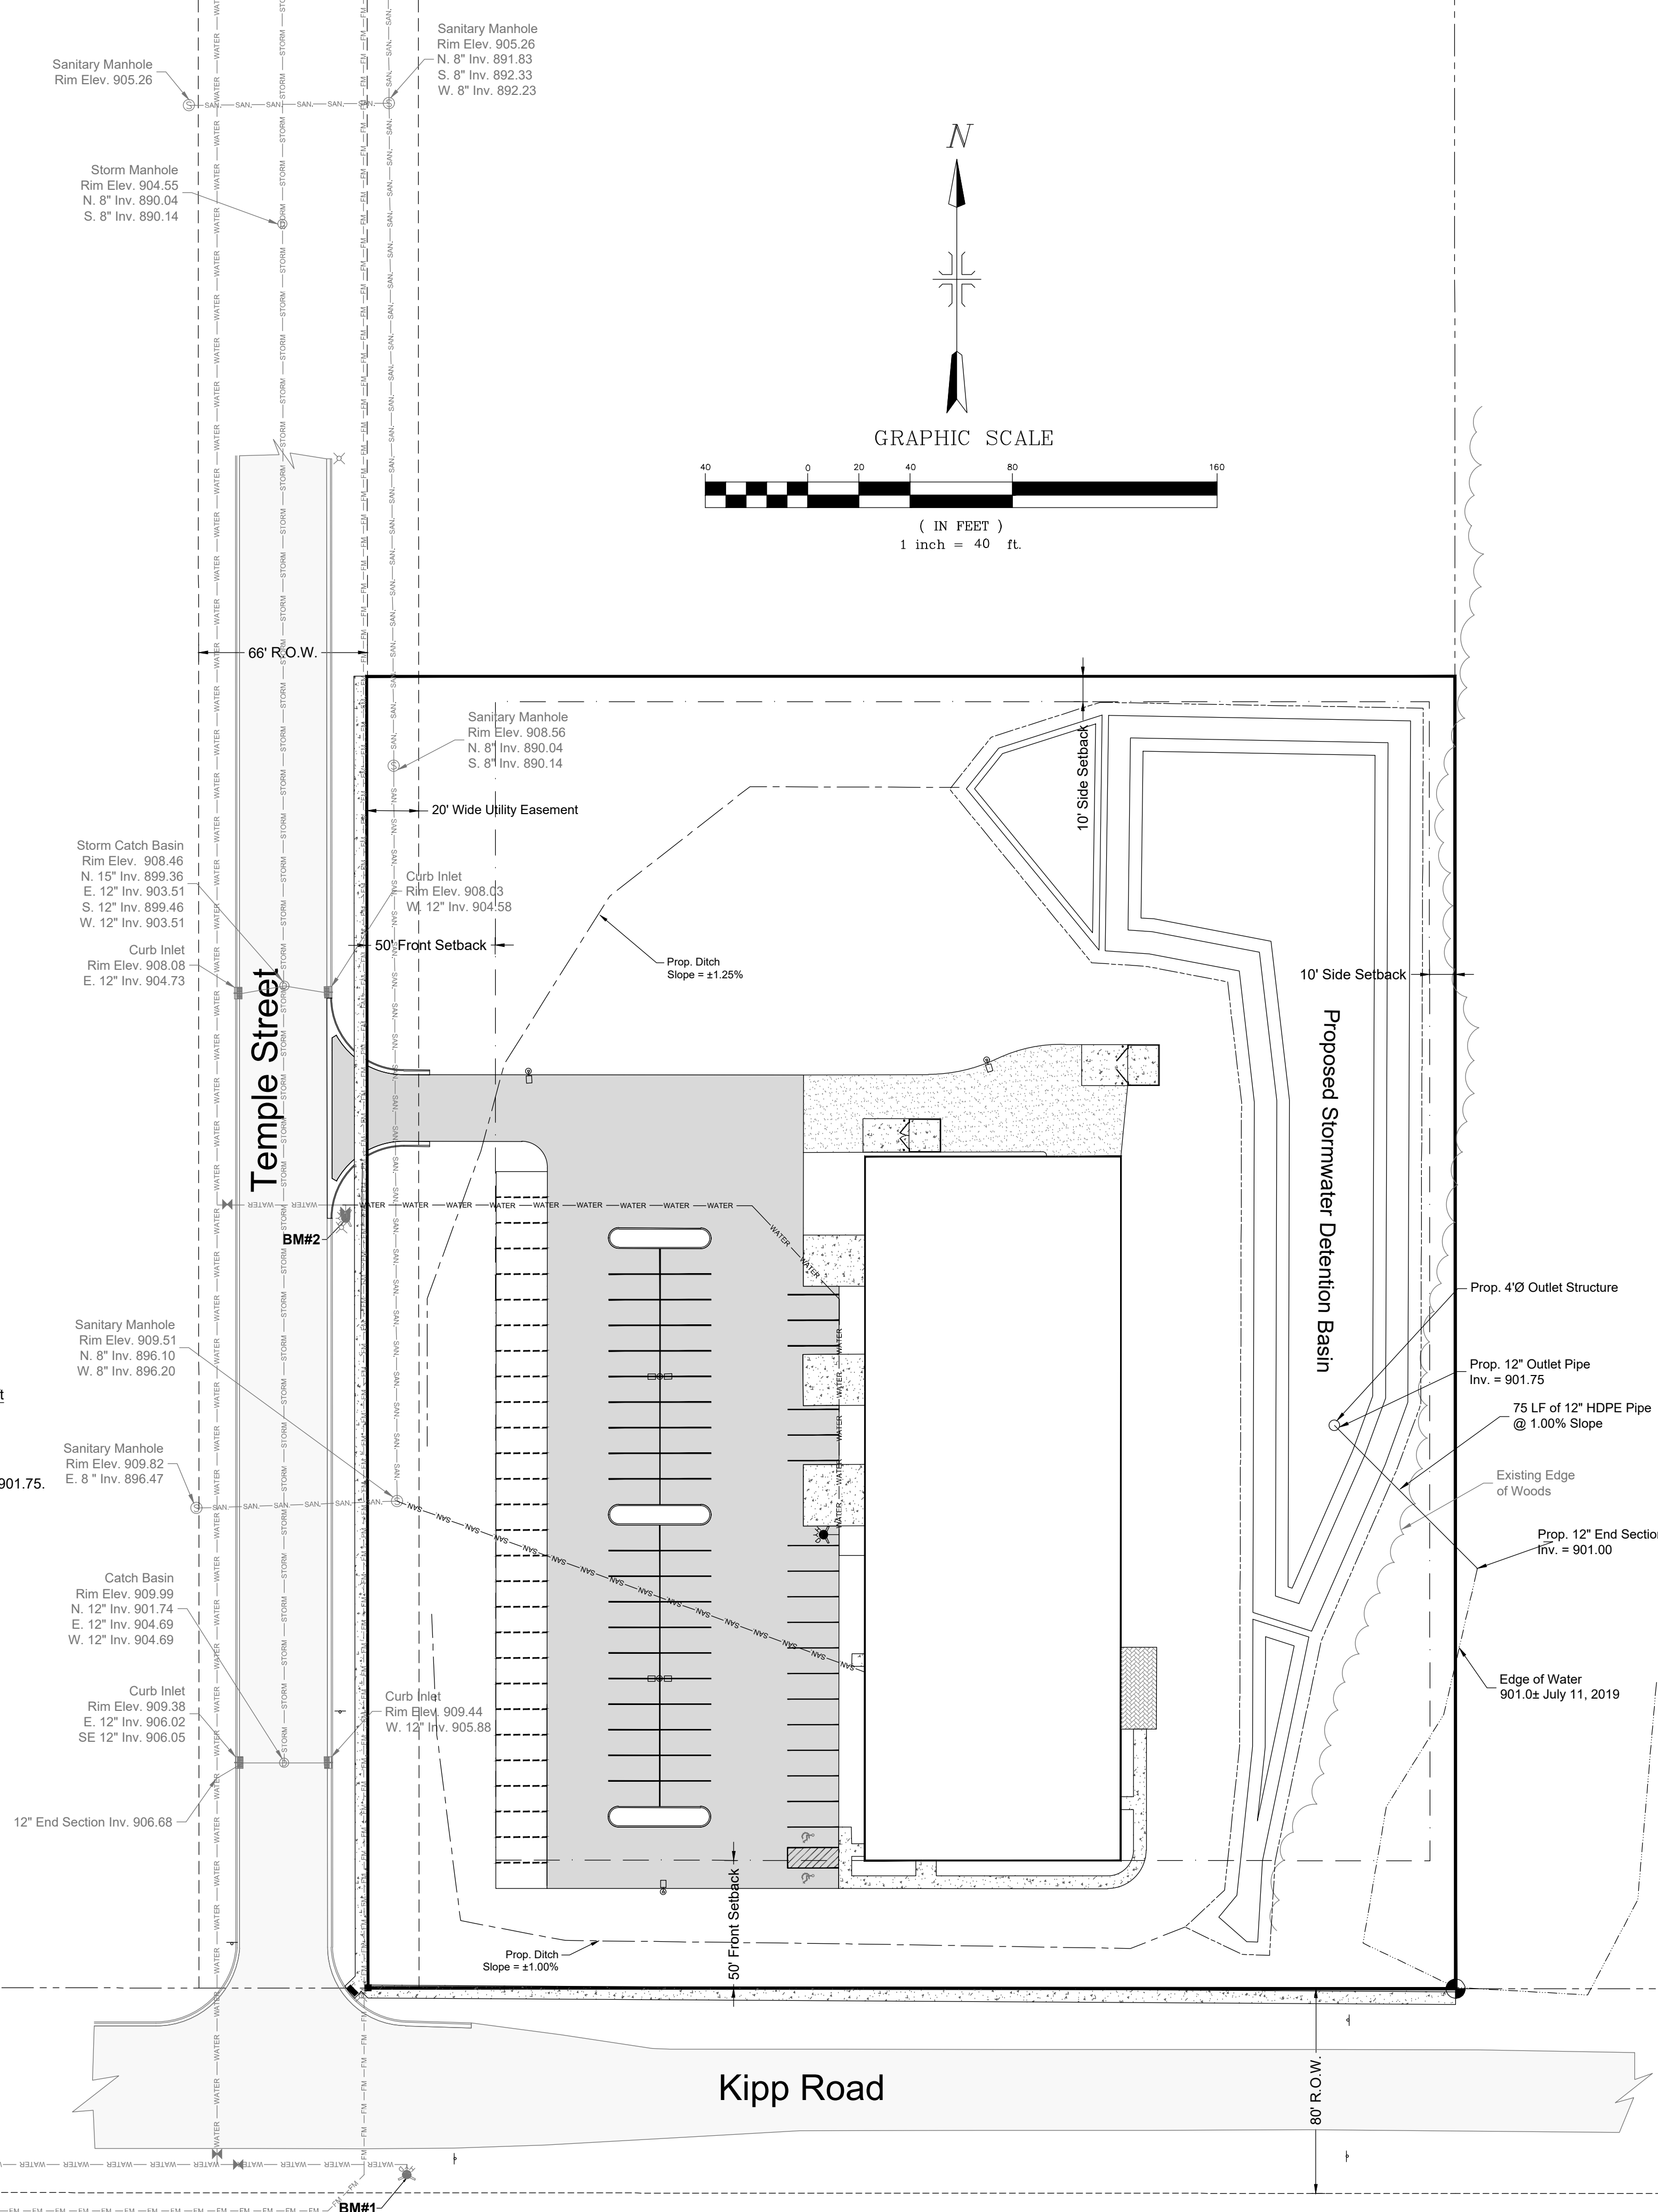 Sanitary Manhole
Rim Elev. 905.26
Sanitary Manhole
Rim Elev. 905.26
N. 8" Inv. 891.83
S. 8" Inv. 892.33
W. 8" Inv. 892.23
Storm Manhole
Rim Elev. 904.55
N. 8" Inv. 890.04
S. 8" Inv. 890.14
N
GRAPHIC SCALE
40 0 20 40 80 160
( IN FEET )
1 inch = 40 ft.
66' R.O.W.
Sanitary Manhole
Rim Elev. 908.56
N. 8" Inv. 890.04
S. 8" Inv. 890.14
10' Side Setback
20' Wide Utility Easement
Storm Catch Basin
Rim Elev. 908.46
N. 15" Inv. 899.36
E. 12" Inv. 903.51
S. 12" Inv. 899.46
W. 12" Inv. 903.51
Curb Inlet
Rim Elev. 908.03
W. 12" Inv. 904.58
Curb Inlet
Rim Elev. 908.08
E. 12" Inv. 904.73
50' Front Setback
Prop. Ditch
Slope = ±1.25%
10' Side Setback
Temple Street
Proposed Stormwater Detention Basin
WATER WATER WATER WATER WATER WATER WATER WATER WATER WATER WATER
BM#2
Prop. 4'Ø Outlet Structure
Sanitary Manhole
Rim Elev. 909.51
N. 8" Inv. 896.10
W. 8" Inv. 896.20
Prop. 12" Outlet Pipe
Inv. = 901.75
t
75 LF of 12" HDPE Pipe
@ 1.00% Slope
Sanitary Manhole
Rim Elev. 909.82
E. 8 " Inv. 896.47
901.75.
Existing Edge
of Woods
Prop. 12" End Sectio
Inv. = 901.00
Catch Basin
Rim Elev. 909.99
N. 12" Inv. 901.74
E. 12" Inv. 904.69
W. 12" Inv. 904.69
Edge of Water
901.0± July 11, 2019
Curb Inlet
Rim Elev. 909.38
E. 12" Inv. 906.02
SE 12" Inv. 906.05
Curb Inlet
Rim Elev. 909.44
W. 12" Inv. 905.88
12" End Section Inv. 906.68
50' Front Setback
Prop. Ditch
Slope = ±1.00%
Kipp Road
80' R.O.W.
BM#1